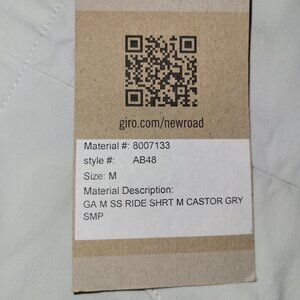 giro.com/newroad
Material #: 8007133
style #: AB48
Size: M
Material Description:
GA M SS RIDE SHRT M CASTOR GRY
SMP